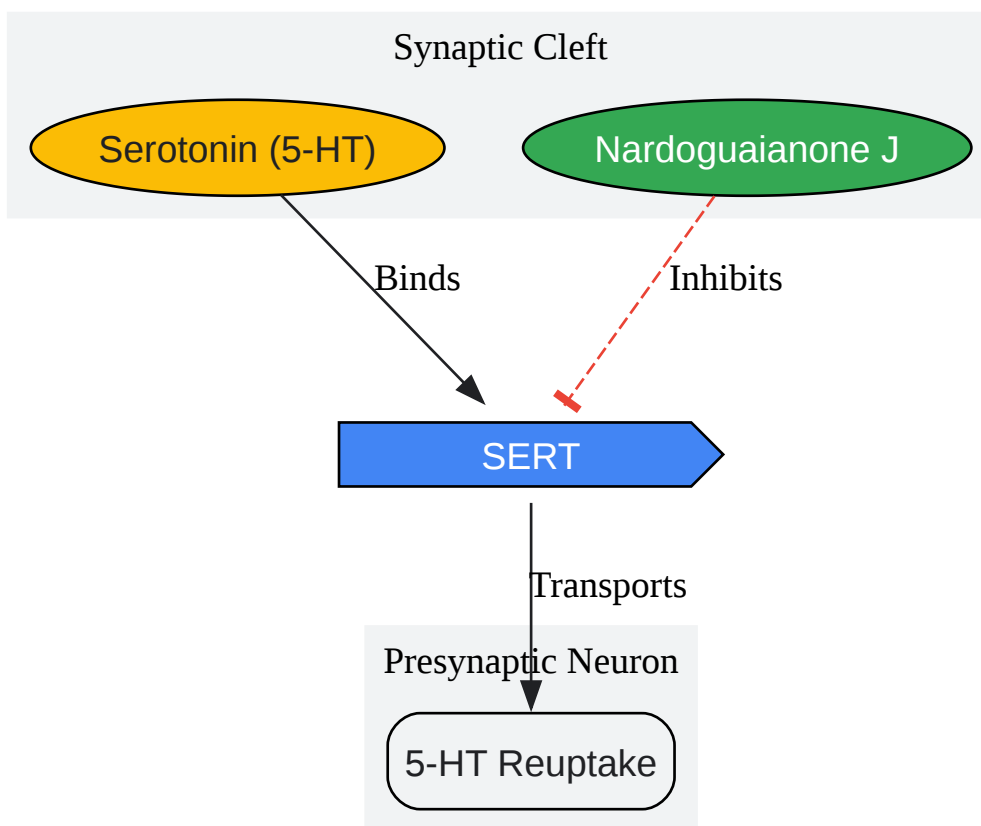 Synaptic Cleft
Serotonin (5-HT)
Nardoguaianone J
Binds
Inhibits
SERT
Transports
Presynaptic Neuron
5-HT Reuptake